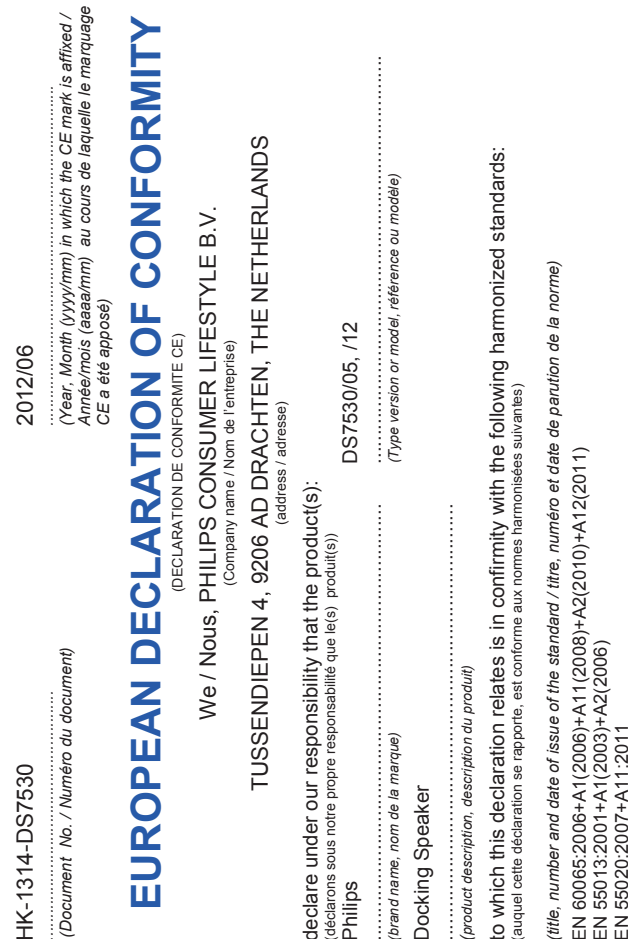 HK-1314-DS7530 2012/06
(Document No. / Numéro du document) (Year, Month (yyyy/mm) in which the CE mark is affixed /
Année/mois (aaaa/mm) au cours de laquelle le marquage
CE a été apposé)
EUROPEAN DECLARATION OF CONFORMITY
(DECLARATION DE CONFORMITE CE)
We / Nous, PHILIPS CONSUMER LIFESTYLE B.V.
(Company name / Nom de l'entreprise)
TUSSENDIEPEN 4, 9206 AD DRACHTEN, THE NETHERLANDS
(address / adresse)
declare under our responsibility that the product(s):
(déclarons sous notre propre responsabilité que le(s) produit(s))
Philips DS7530/05, /12
(brand name, nom de la marque) (Type version or model, référence ou modèle)
Docking Speaker
(product description, description du produit)
to which this declaration relates is in confirmity with the following harmonized standards:
(auquel cette déclaration se rapporte, est conforme aux normes harmonisées suivantes)
(title, number and date of issue of the standard / titre, numéro et date de parution de la norme)
EN 60065:2006+A1(2006)+A11(2008)+A2(2010)+A12(2011)
EN 55013:2001+A1(2003)+A2(2006)
EN 55020:2007+A11:2011